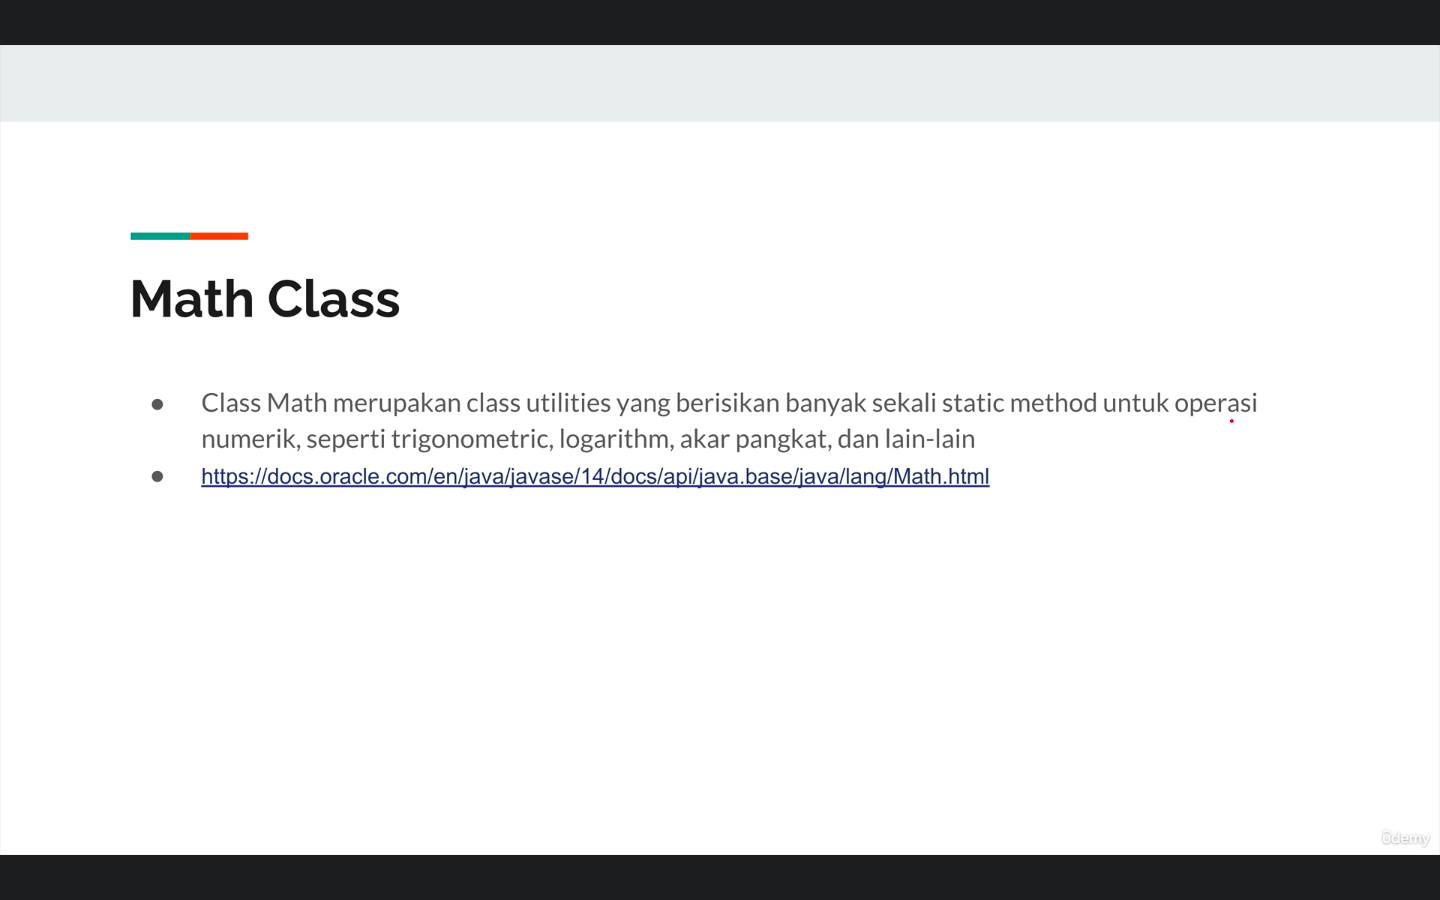 Math Class
● Class Math merupakan class utilities yang berisikan banyak sekali static method untuk operasi
numerik, seperti trigonometric, logarithm, akar pangkat, dan lain-lain
● https://docs.oracle.com/en/java/javase/14/docs/api/java.base/java/lang/Math.html
ûdemy